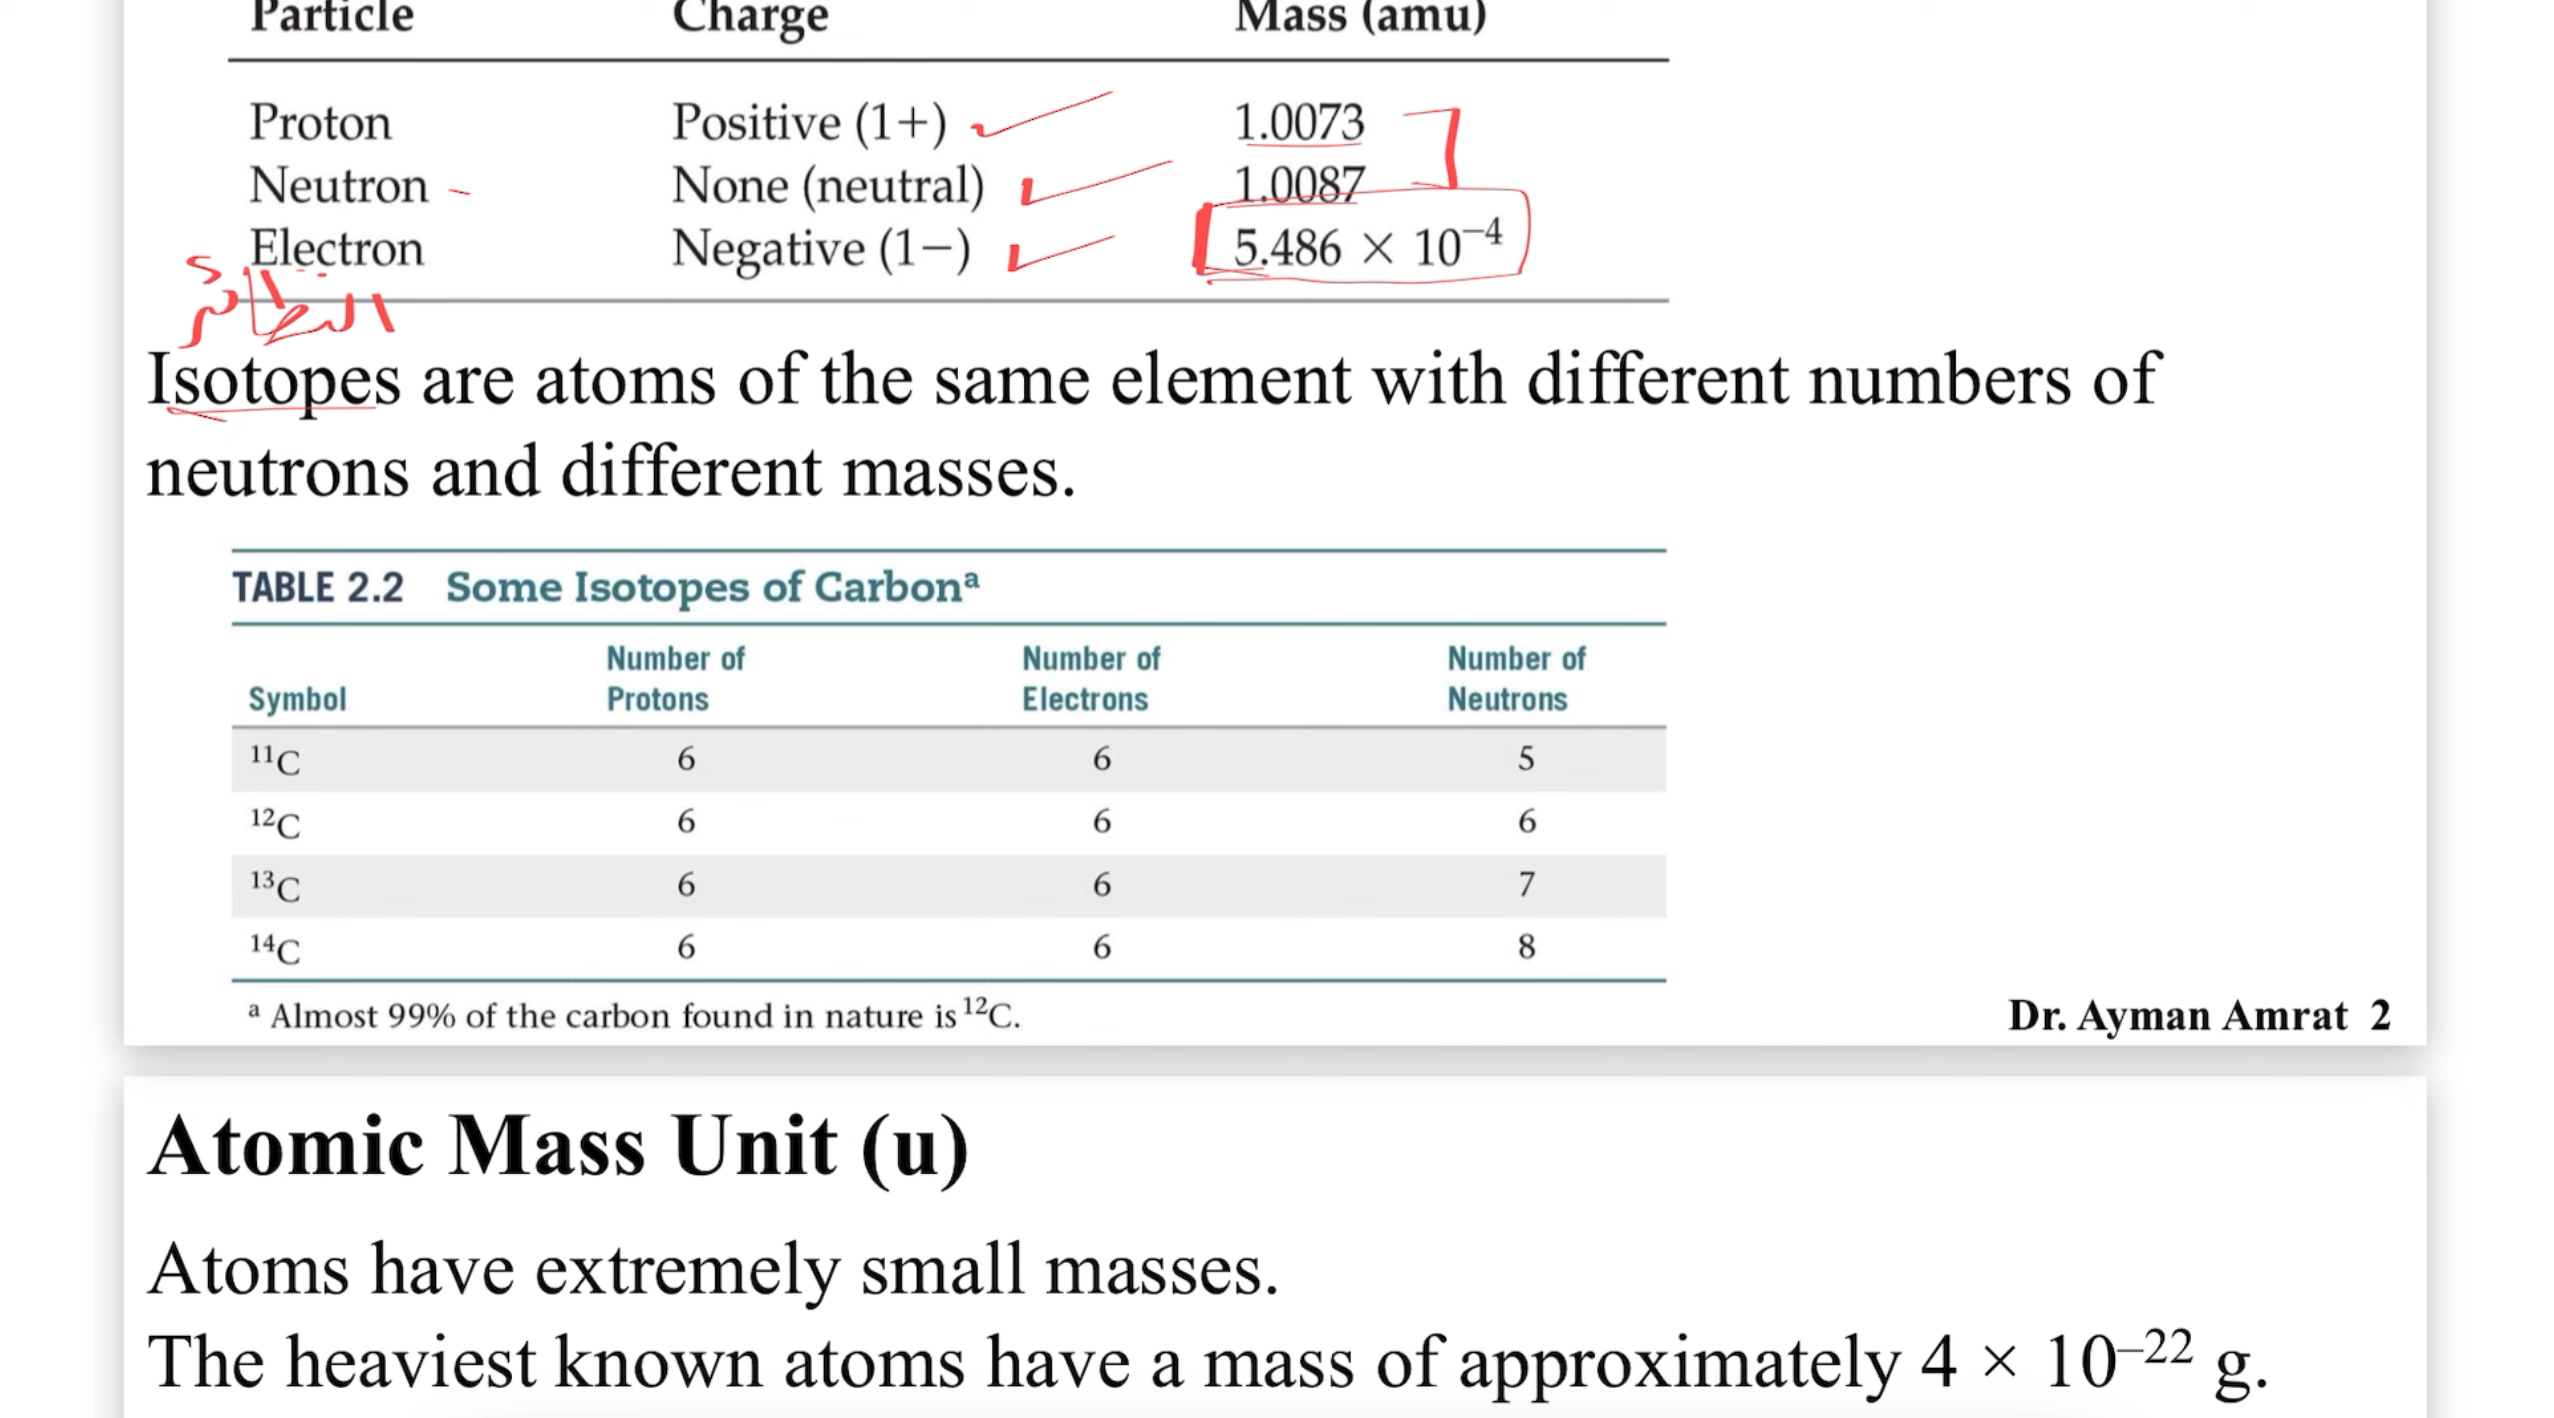 Particle Charge Mass (amu)
Proton Positive (1+) 1.0073
Neutron None (neutral) 1.0087
Electron Negative (1−) 5.486 × 10⁻⁴
النظائر
Isotopes are atoms of the same element with different numbers of
neutrons and different masses.
TABLE 2.2 Some Isotopes of Carbonᵃ
Symbol Number of Protons Number of Electrons Number of Neutrons
¹¹C 6 6 5
¹²C 6 6 6
¹³C 6 6 7
¹⁴C 6 6 8
ᵃ Almost 99% of the carbon found in nature is ¹²C.
Dr. Ayman Amrat 2
Atomic Mass Unit (u)
Atoms have extremely small masses.
The heaviest known atoms have a mass of approximately 4 × 10⁻²² g.